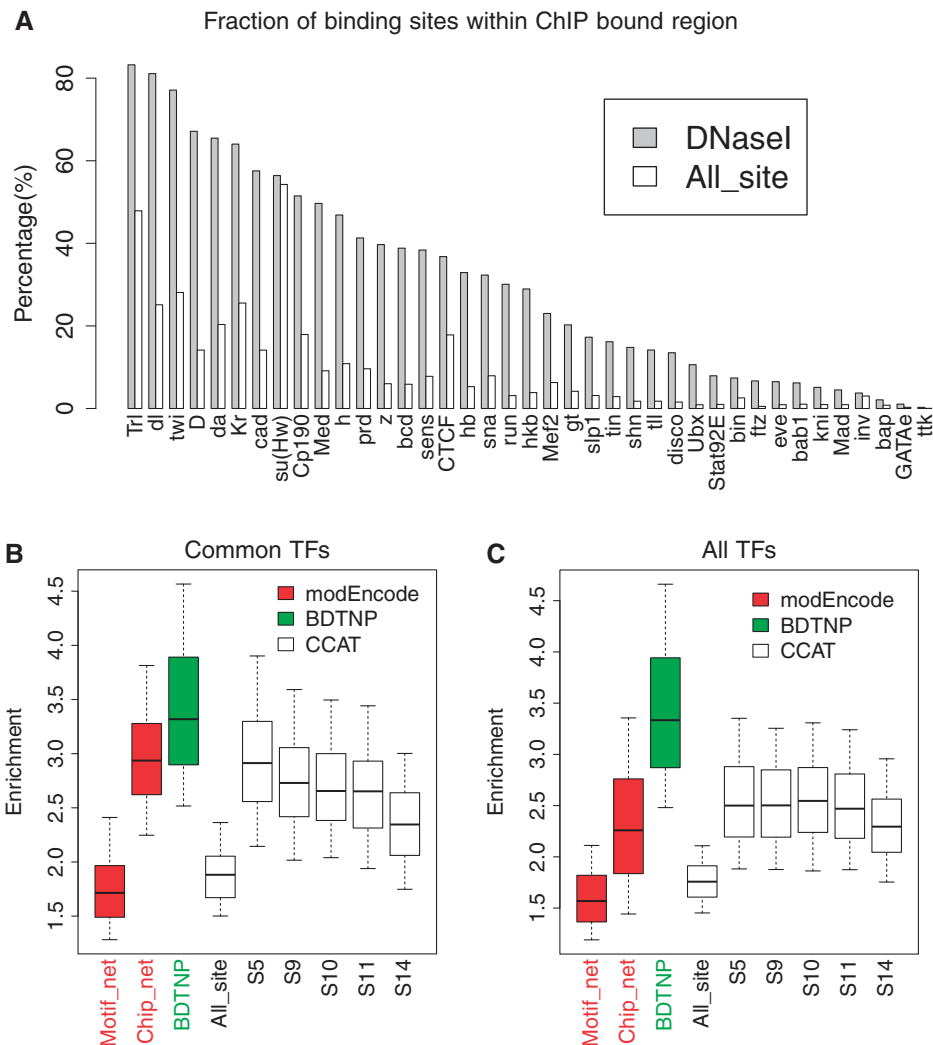 A
Fraction of binding sites within ChIP bound region
Percentage(%)
80
60
40
20
0
DNaseI
All_site
Trl
dl
twi
D
da
Kr
cad
su(Hw)
Cp190
Med
h
prd
z
bcd
sens
CTCF
hb
sna
run
hkb
Mef2
gt
slp1
tin
shn
tll
disco
Ubx
Stat92E
bin
ftz
eve
bab1
kni
Mad
inv
bap
GATAe
ttk
B
Common TFs
Enrichment
4.5
4.0
3.5
3.0
2.5
2.0
1.5
modEncode
BDTNP
CCAT
Motif_net
Chip_net
BDTNP
All_site
S5
S9
S10
S11
S14
C
All TFs
Enrichment
4.5
4.0
3.5
3.0
2.5
2.0
1.5
modEncode
BDTNP
CCAT
Motif_net
Chip_net
BDTNP
All_site
S5
S9
S10
S11
S14